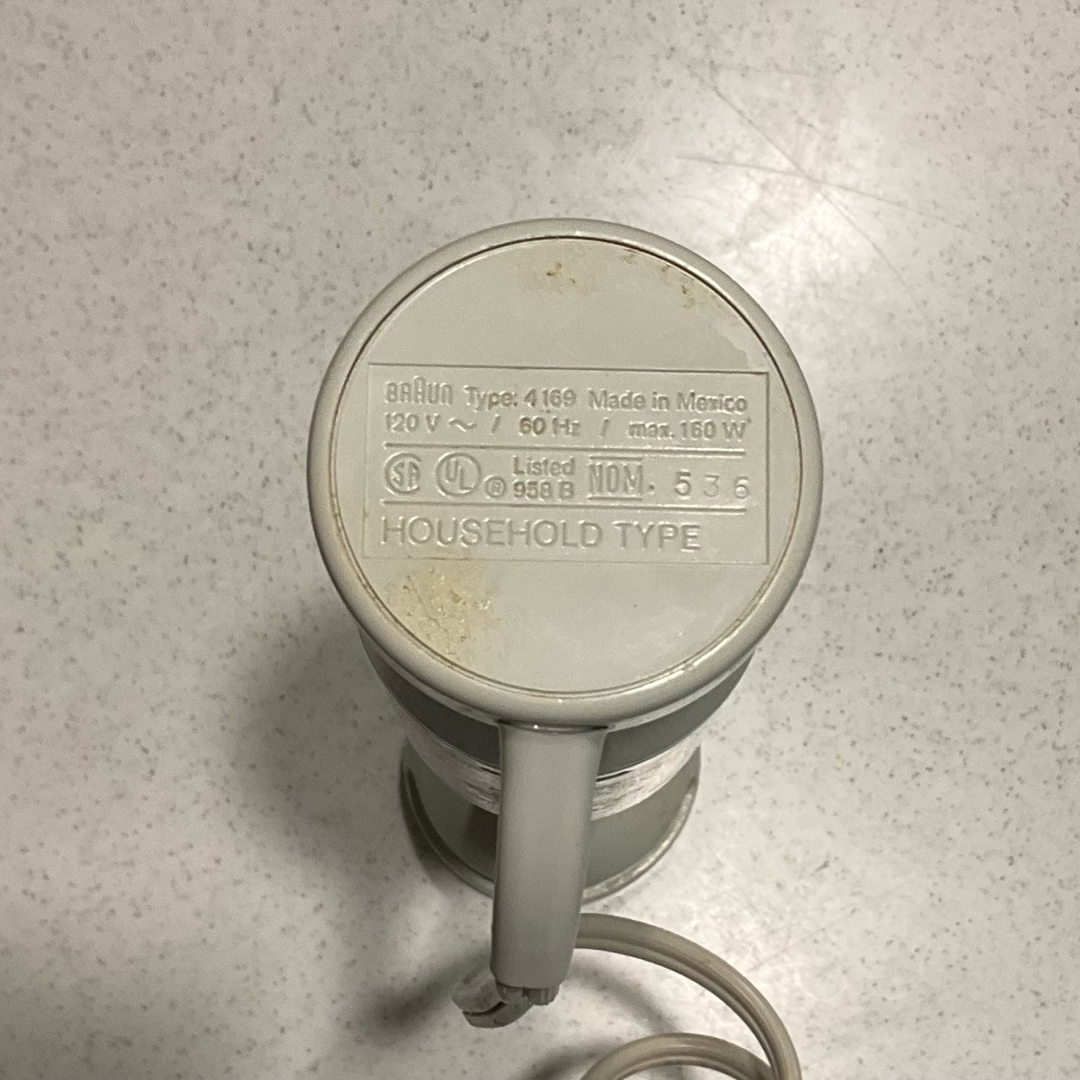 BRAUN Type: 4169 Made in Mexico
120 V ~ / 60 Hz / max. 160 W
SA UL ® Listed 958 B NOM. 536
HOUSEHOLD TYPE